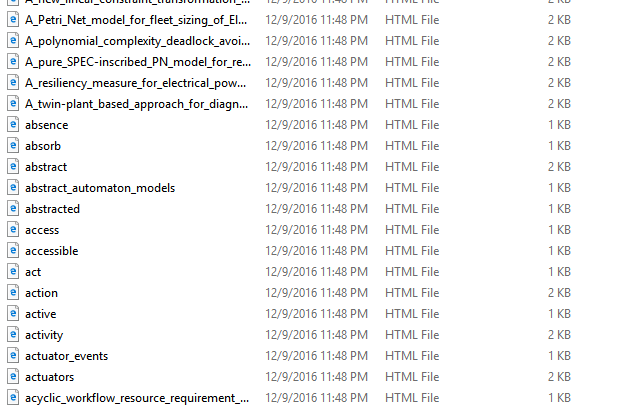 A_new_linear_constraint_transformation_... 12/9/2016 11:48 PM HTML File 2 KB
A_Petri_Net_model_for_fleet_sizing_of_El... 12/9/2016 11:48 PM HTML File 2 KB
A_polynomial_complexity_deadlock_avoi... 12/9/2016 11:48 PM HTML File 2 KB
A_pure_SPEC-inscribed_PN_model_for_re... 12/9/2016 11:48 PM HTML File 2 KB
A_resiliency_measure_for_electrical_pow... 12/9/2016 11:48 PM HTML File 2 KB
A_twin-plant_based_approach_for_diagn... 12/9/2016 11:48 PM HTML File 2 KB
absence 12/9/2016 11:48 PM HTML File 1 KB
absorb 12/9/2016 11:48 PM HTML File 1 KB
abstract 12/9/2016 11:48 PM HTML File 2 KB
abstract_automaton_models 12/9/2016 11:48 PM HTML File 1 KB
abstracted 12/9/2016 11:48 PM HTML File 1 KB
access 12/9/2016 11:48 PM HTML File 1 KB
accessible 12/9/2016 11:48 PM HTML File 1 KB
act 12/9/2016 11:48 PM HTML File 1 KB
action 12/9/2016 11:48 PM HTML File 2 KB
active 12/9/2016 11:48 PM HTML File 1 KB
activity 12/9/2016 11:48 PM HTML File 2 KB
actuator_events 12/9/2016 11:48 PM HTML File 1 KB
actuators 12/9/2016 11:48 PM HTML File 2 KB
acyclic_workflow_resource_requirement_... 12/9/2016 11:48 PM HTML File 1 KB